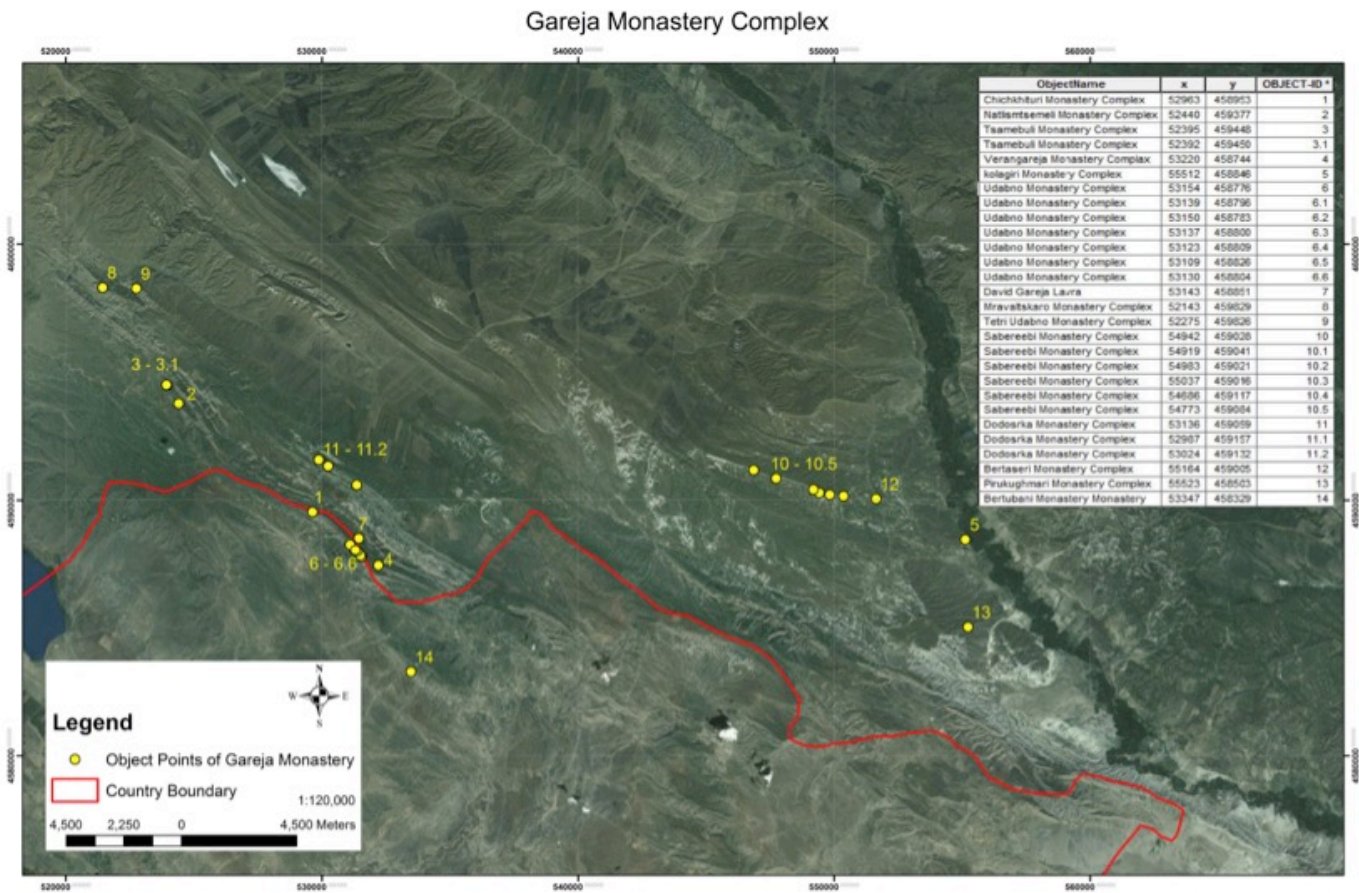 Gareja Monastery Complex
520000 530000 540000 550000 560000
ObjectName x y OBJECT-ID *
Chichkhituri Monastery Complex 52963 458953 1
Natlismtsemeli Monastery Complex 52440 459377 2
Tsamebuli Monastery Complex 52395 459448 3
Tsamebuli Monastery Complex 52392 459450 3.1
Verangareja Monastery Complax 53220 458744 4
kolagiri Monastery Complex 55512 458846 5
Udabno Monastery Complex 53154 458776 6
Udabno Monastery Complex 53139 458796 6.1
Udabno Monastery Complex 53150 458783 6.2
Udabno Monastery Complex 53137 458800 6.3
Udabno Monastery Complex 53123 458809 6.4
Udabno Monastery Complex 53109 458826 6.5
Udabno Monastery Complex 53130 458804 6.6
David Gareja Lavra 53143 458851 7
Mravaltskaro Monastery Complex 52143 459829 8
Tetri Udabno Monastery Complex 52275 459826 9
Sabereebi Monastery Complex 54942 459028 10
Sabereebi Monastery Complex 54919 459041 10.1
Sabereebi Monastery Complex 54983 459021 10.2
Sabereebi Monastery Complex 55037 459016 10.3
Sabereebi Monastery Complex 54686 459117 10.4
Sabereebi Monastery Complex 54773 459084 10.5
Dodosrka Monastery Complex 53136 459059 11
Dodosrka Monastery Complex 52987 459157 11.1
Dodosrka Monastery Complex 53024 459132 11.2
Bertaseri Monastery Complex 55164 459005 12
Pirukughmari Monastery Complex 55523 458503 13
Bertubani Monastery Monastery 53347 458329 14
4600000 4600000
8 9
3 - 3.1
2
11 - 11.2
10 - 10.5
12
4590000 4590000
1
7
5
6 - 6.6 4
13
14
4580000 4580000
N
W E
S
Legend
Object Points of Gareja Monastery
Country Boundary
1:120,000
4,500 2,250 0 4,500 Meters
520000 530000 540000 550000 560000